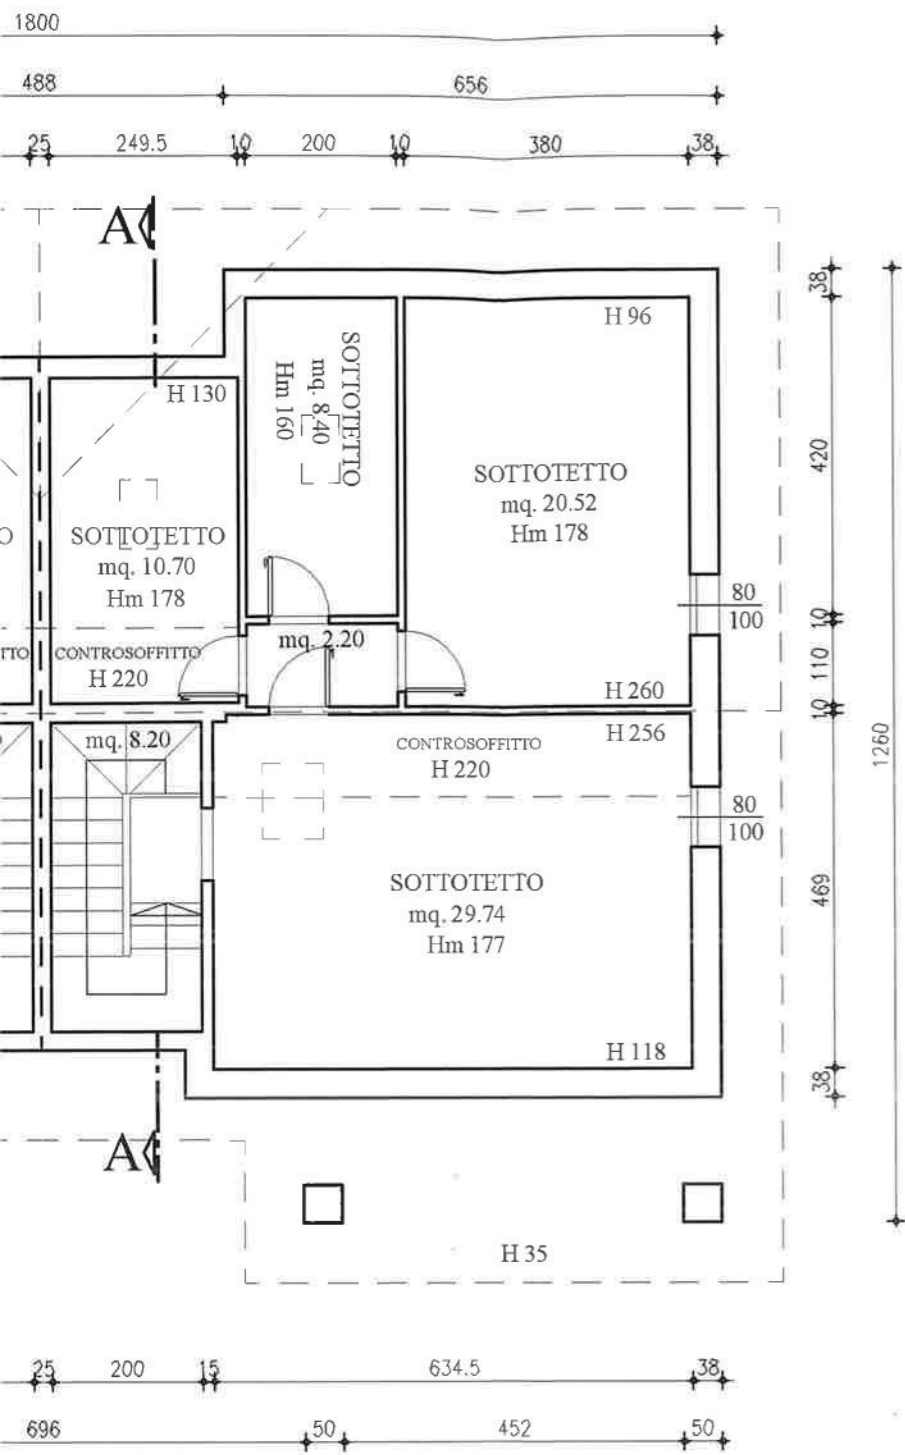 1800
488
656
25
249.5
10
200
10
380
38
A
38
H 96
H 130
SOTTOTETTO
mq. 8.40
Hm 160
420
SOTTOTETTO
mq. 20.52
Hm 178
SOTTOTETTO
mq. 10.70
Hm 178
80
100
10
mq. 2.20
CONTROSOFFITTO
H 220
110
H 260
10
H 256
mq. 8.20
CONTROSOFFITTO
H 220
1260
80
100
SOTTOTETTO
mq. 29.74
Hm 177
469
H 118
38
A
H 35
25
200
15
634.5
38
696
50
452
50